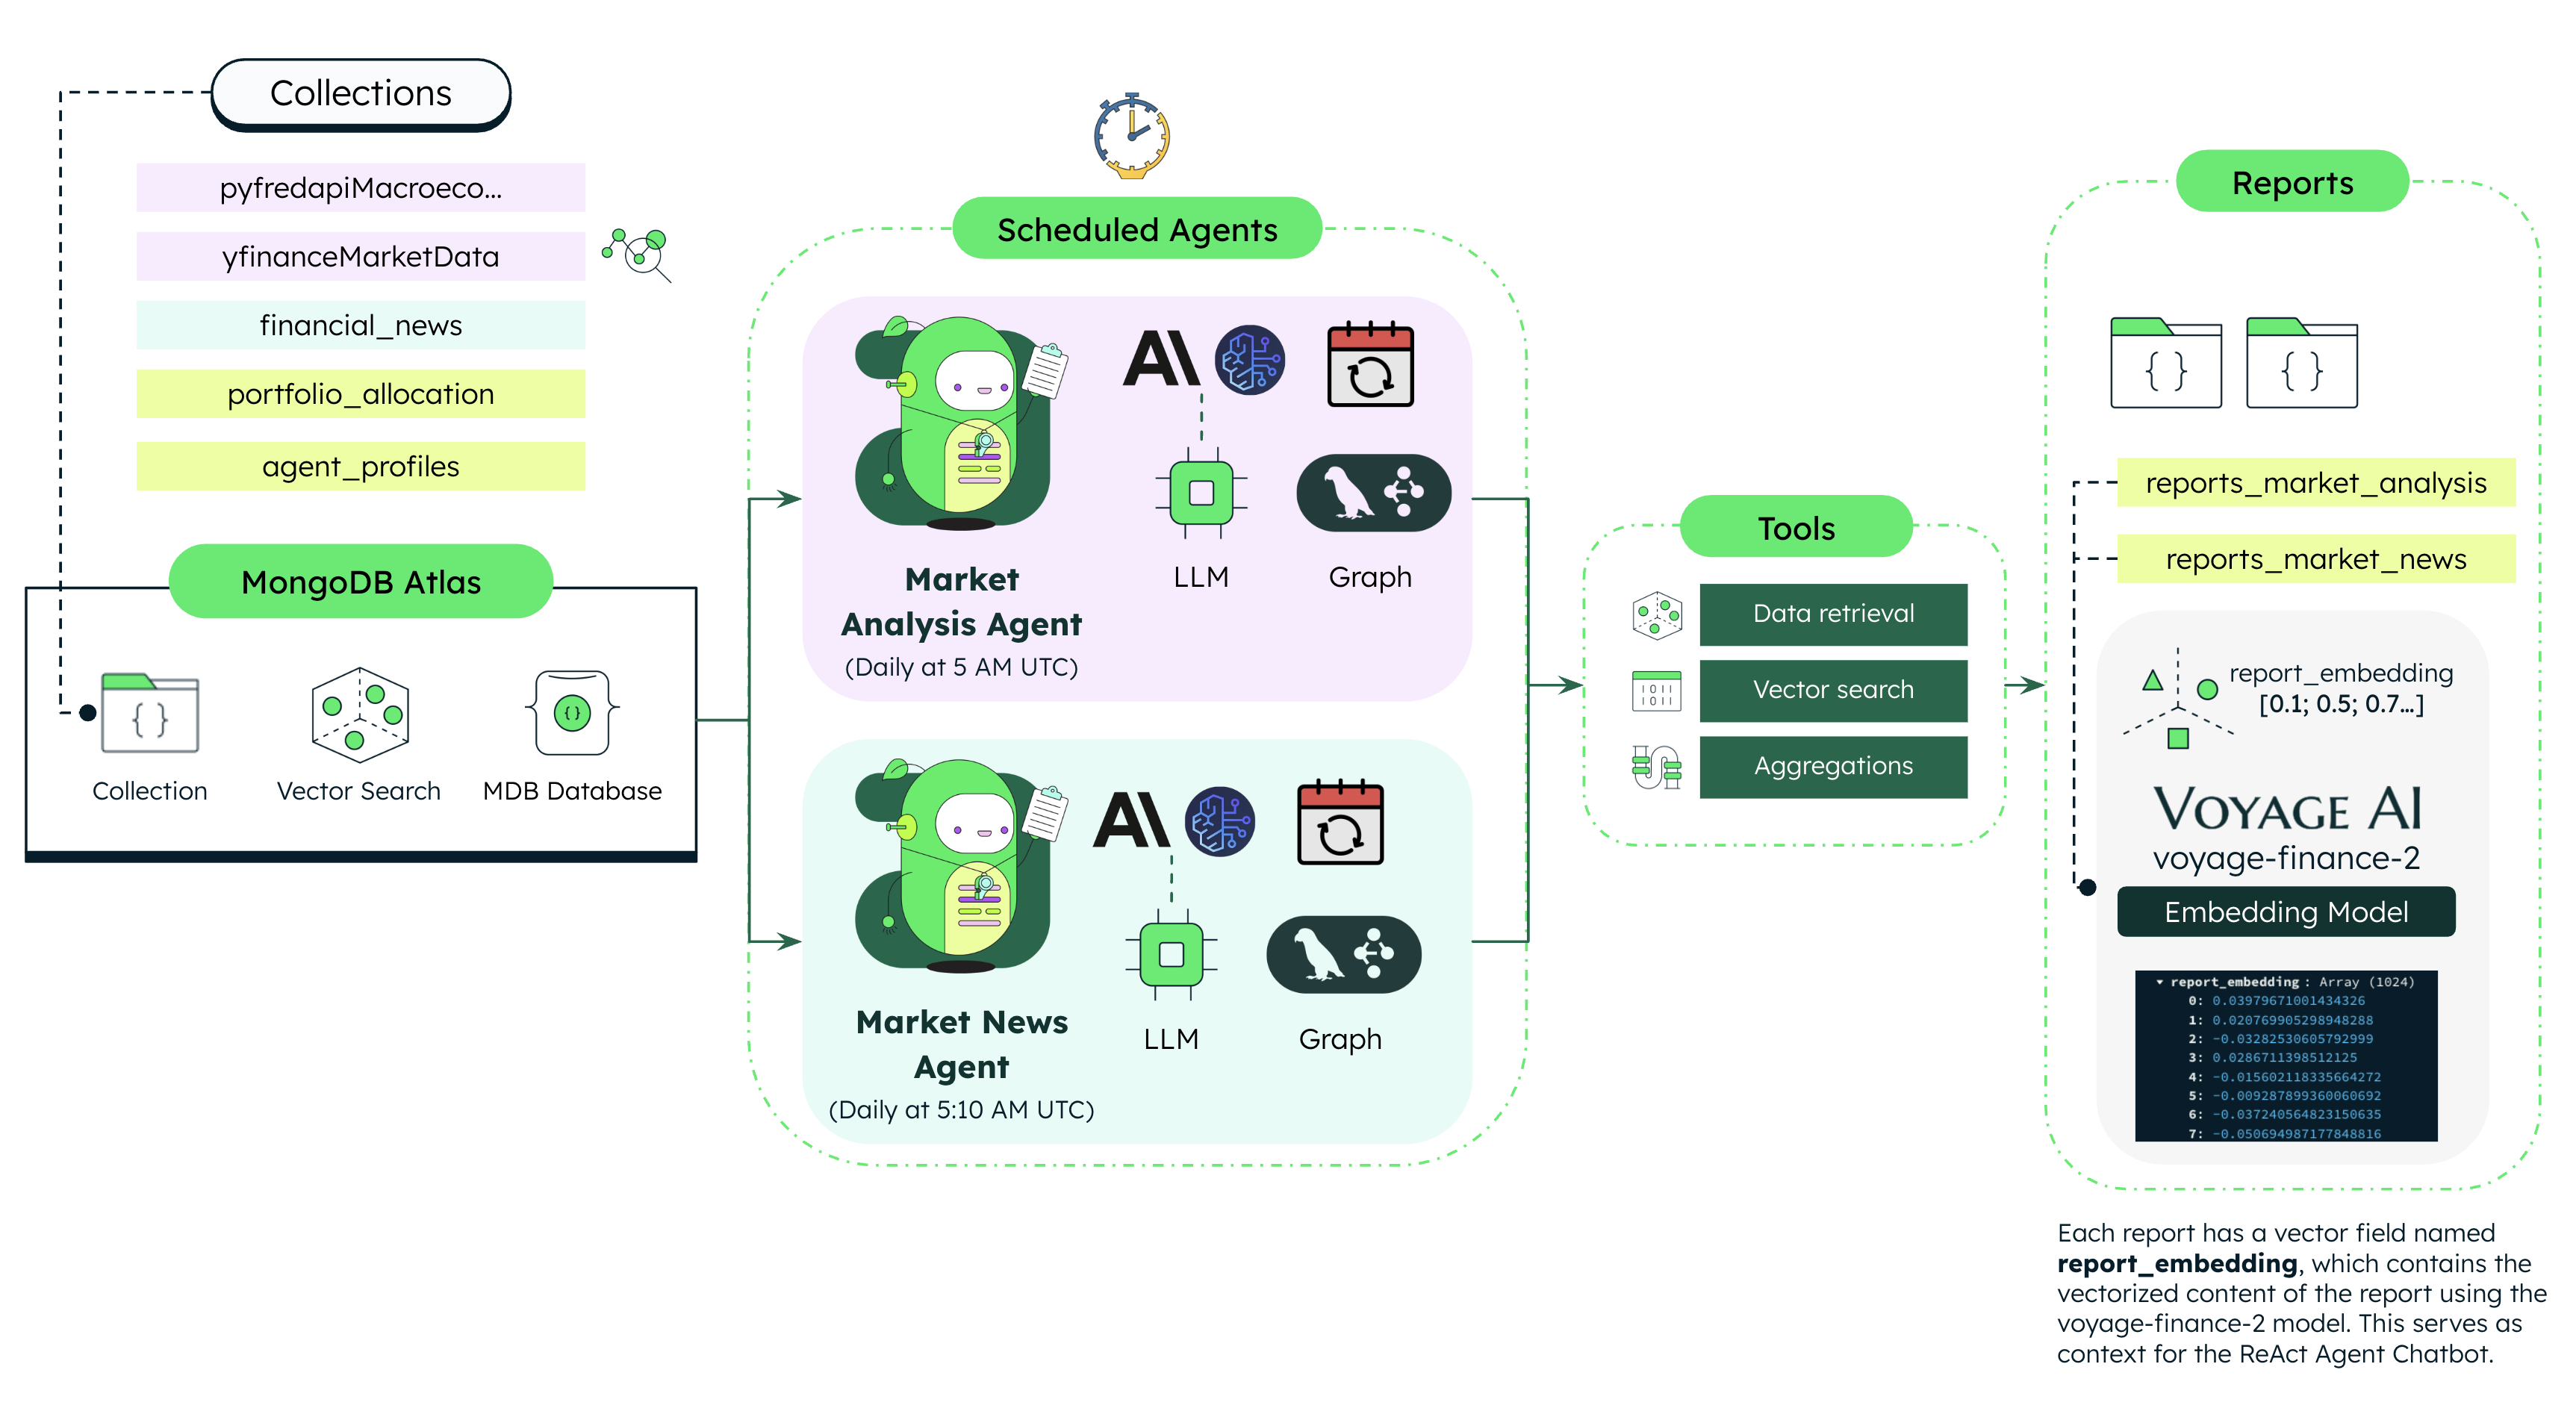 Collections
pyfredapiMacroeco...
yfinanceMarketData
financial_news
portfolio_allocation
agent_profiles
MongoDB Atlas
Collection
Vector Search
MDB Database
Scheduled Agents
Market
Analysis Agent
(Daily at 5 AM UTC)
LLM
Graph
Market News
Agent
(Daily at 5:10 AM UTC)
LLM
Graph
Tools
Data retrieval
Vector search
Aggregations
Reports
reports_market_analysis
reports_market_news
report_embedding
[0.1; 0.5; 0.7...]
VOYAGE AI
voyage-finance-2
Embedding Model
report_embedding : Array (1024)
0: 0.03979671001434326
1: 0.020769905298948288
2: -0.03282530605792999
3: 0.0286711398512125
4: -0.015602118335664272
5: -0.009287899360060692
6: -0.037240564823150635
7: -0.050694987177848816
Each report has a vector field named
report_embedding, which contains the
vectorized content of the report using the
voyage-finance-2 model. This serves as
context for the ReAct Agent Chatbot.